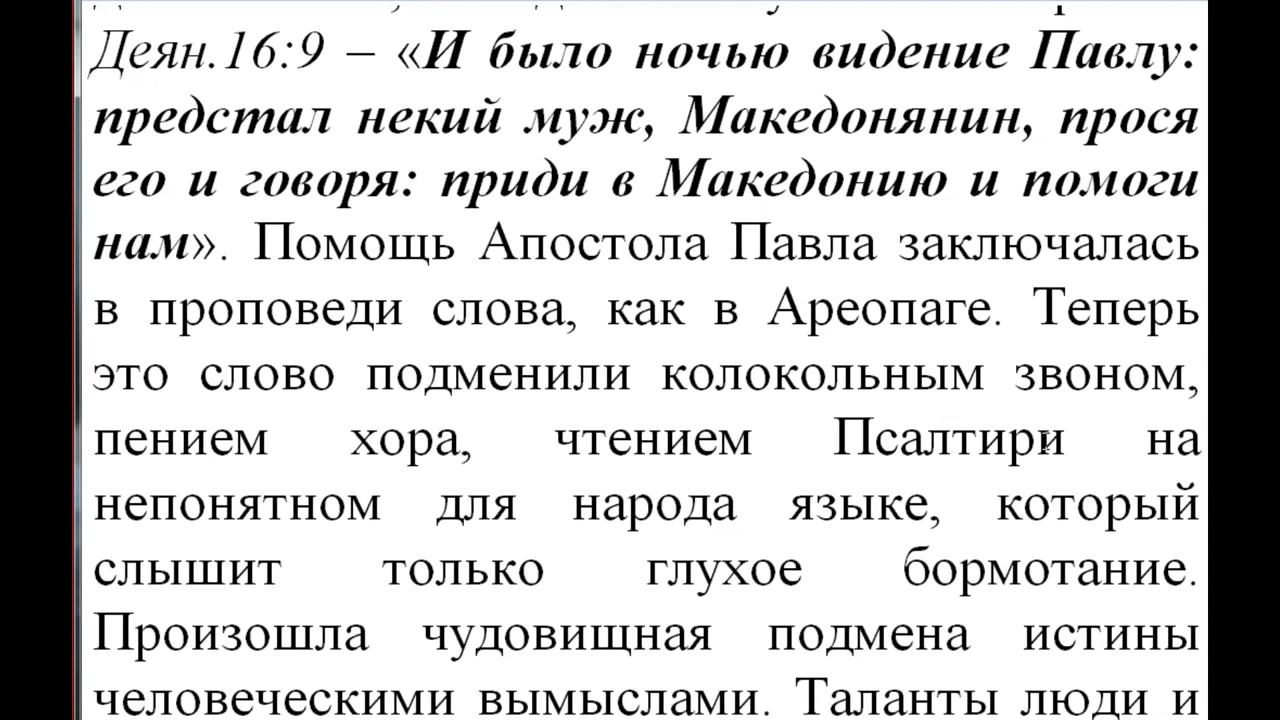 Деян.16:9 – «И было ночью видение Павлу:
предстал некий муж, Македонянин, прося
его и говоря: приди в Македонию и помоги
нам». Помощь Апостола Павла заключалась
в проповеди слова, как в Ареопаге. Теперь
это слово подменили колокольным звоном,
пением хора, чтением Псалтири на
непонятном для народа языке, который
слышит только глухое бормотание.
Произошла чудовищная подмена истины
человеческими вымыслами. Таланты люди и